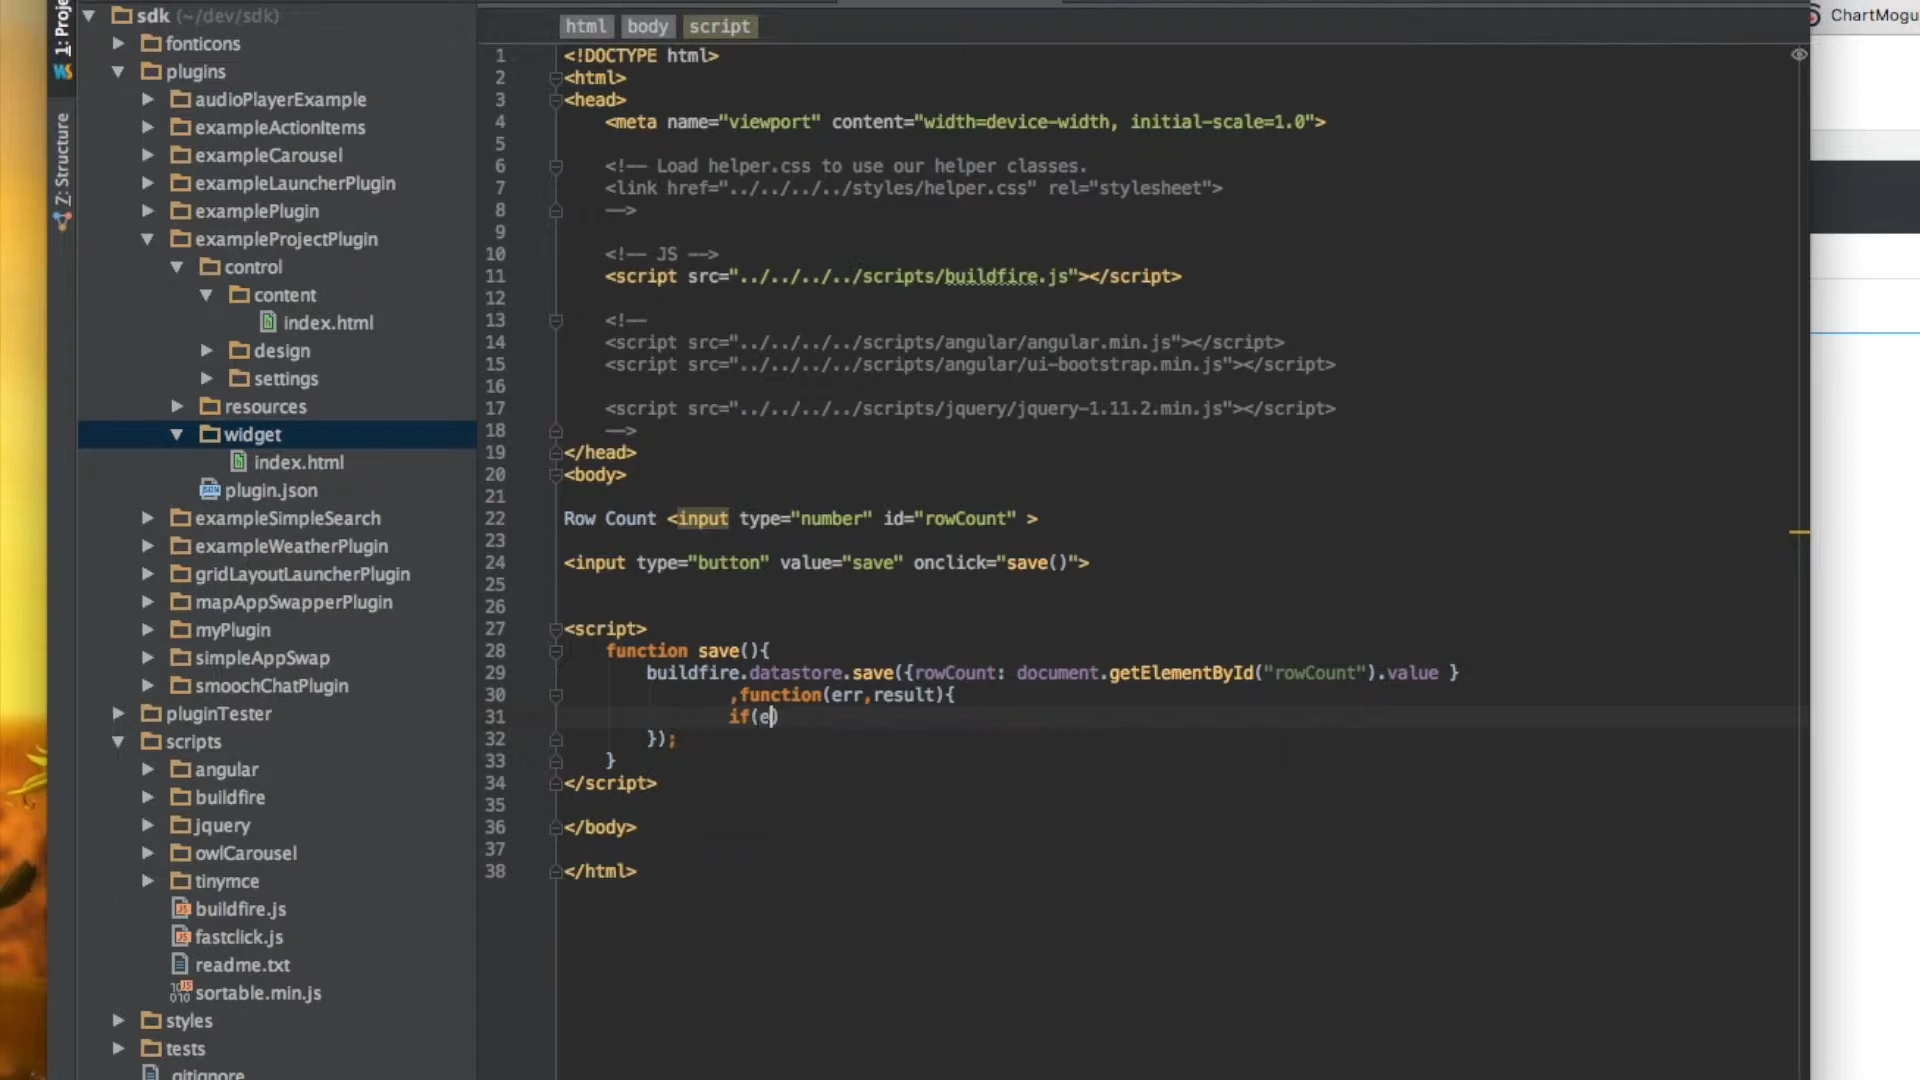 1: Proje
Z: Structure
sdk (~/dev/sdk)
fonticons
plugins
audioPlayerExample
exampleActionItems
exampleCarousel
exampleLauncherPlugin
examplePlugin
exampleProjectPlugin
control
content
index.html
design
settings
resources
widget
index.html
plugin.json
exampleSimpleSearch
exampleWeatherPlugin
gridLayoutLauncherPlugin
mapAppSwapperPlugin
myPlugin
simpleAppSwap
smoochChatPlugin
pluginTester
scripts
angular
buildfire
jquery
owlCarousel
tinymce
buildfire.js
fastclick.js
readme.txt
sortable.min.js
styles
tests
.gitignore
html body script
1 <!DOCTYPE html>
2 <html>
3 <head>
4 <meta name="viewport" content="width=device-width, initial-scale=1.0">
5
6 <!-- Load helper.css to use our helper classes.
7 <link href="../../../../styles/helper.css" rel="stylesheet">
8 -->
9
10 <!-- JS -->
11 <script src="../../../../scripts/buildfire.js"></script>
12
13 <!--
14 <script src="../../../../scripts/angular/angular.min.js"></script>
15 <script src="../../../../scripts/angular/ui-bootstrap.min.js"></script>
16
17 <script src="../../../../scripts/jquery/jquery-1.11.2.min.js"></script>
18 -->
19 </head>
20 <body>
21
22 Row Count <input type="number" id="rowCount" >
23
24 <input type="button" value="save" onclick="save()">
25
26
27 <script>
28 function save(){
29 buildfire.datastore.save({rowCount: document.getElementById("rowCount").value }
30 ,function(err,result){
31 if(e)
32 });
33 }
34 </script>
35
36 </body>
37
38 </html>
ChartMogu